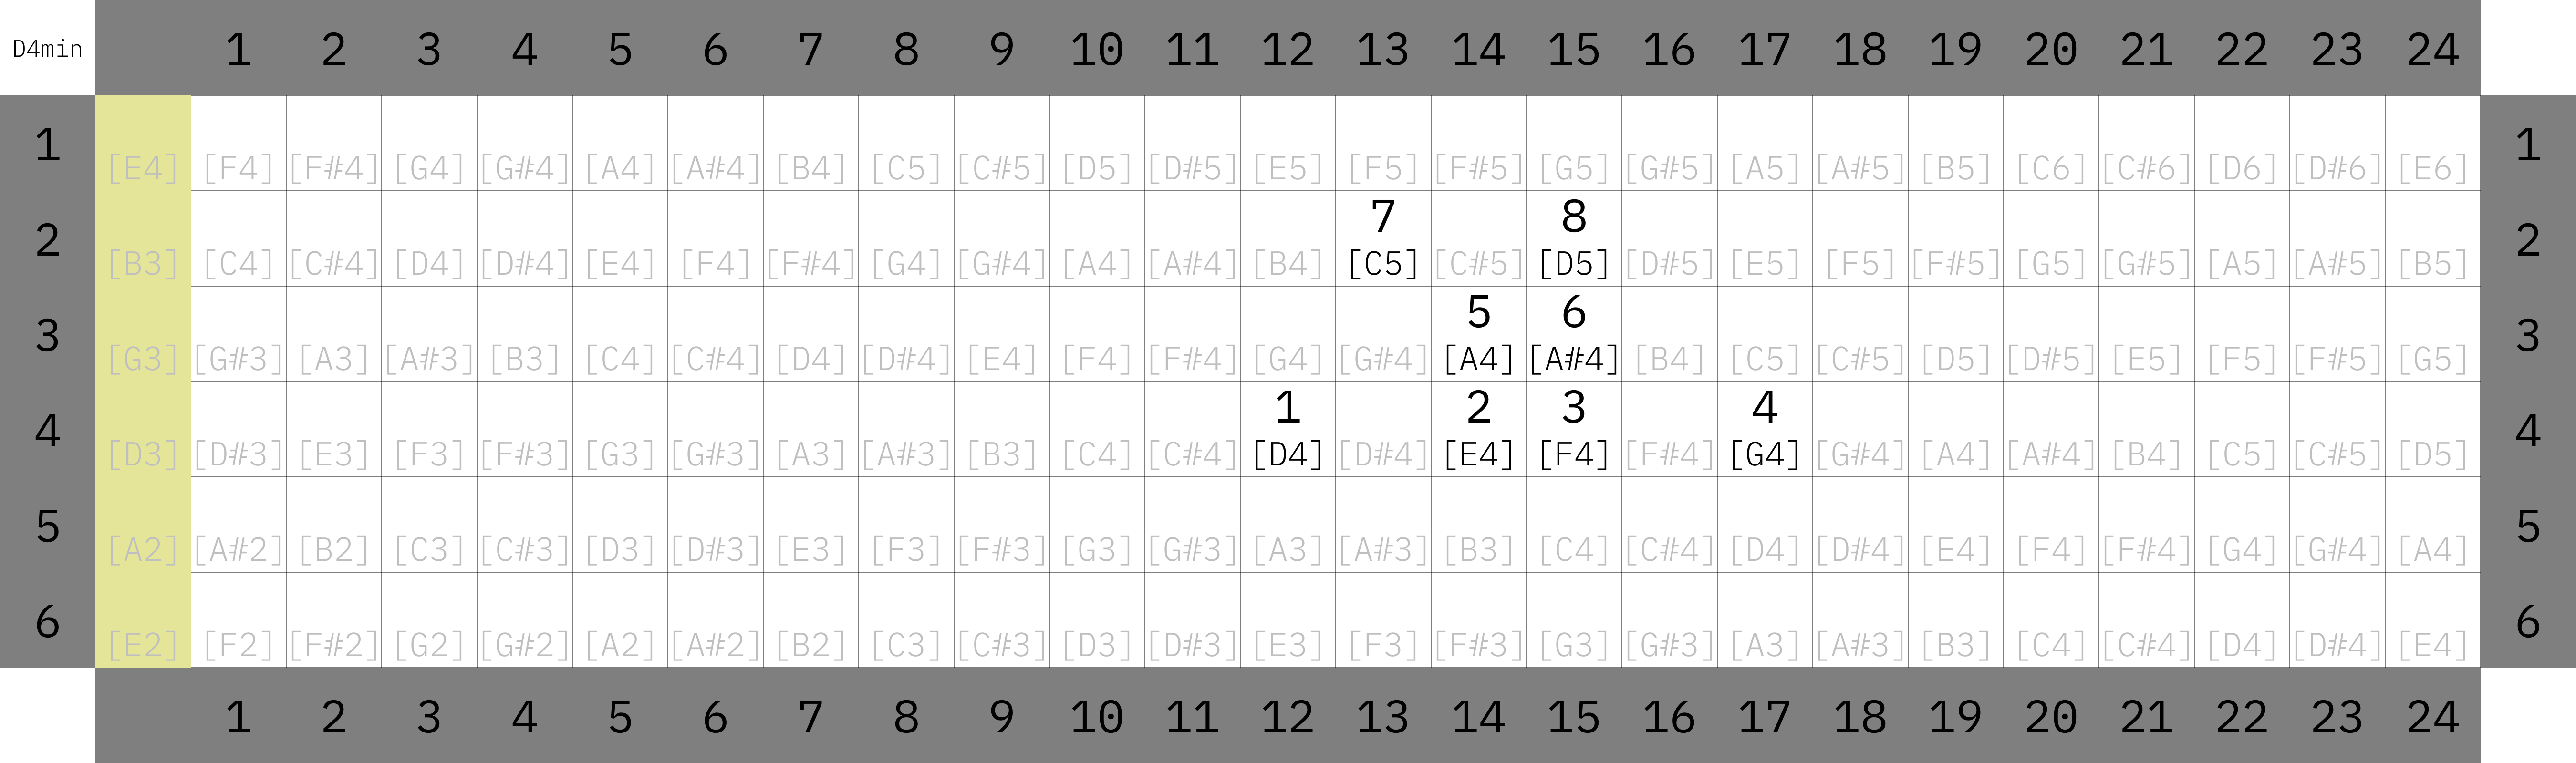 D4min 1 2 3 4 5 6 7 8 9 10 11 12 13 14 15 16 17 18 19 20 21 22 23 24
1 [E4] [F4] [F#4] [G4] [G#4] [A4] [A#4] [B4] [C5] [C#5] [D5] [D#5] [E5] [F5] [F#5] [G5] [G#5] [A5] [A#5] [B5] [C6] [C#6] [D6] [D#6] [E6] 1
7 8
2 [B3] [C4] [C#4] [D4] [D#4] [E4] [F4] [F#4] [G4] [G#4] [A4] [A#4] [B4] [C5] [C#5] [D5] [D#5] [E5] [F5] [F#5] [G5] [G#5] [A5] [A#5] [B5] 2
5 6
3 [G3] [G#3] [A3] [A#3] [B3] [C4] [C#4] [D4] [D#4] [E4] [F4] [F#4] [G4] [G#4] [A4] [A#4] [B4] [C5] [C#5] [D5] [D#5] [E5] [F5] [F#5] [G5] 3
1 2 3 4
4 [D3] [D#3] [E3] [F3] [F#3] [G3] [G#3] [A3] [A#3] [B3] [C4] [C#4] [D4] [D#4] [E4] [F4] [F#4] [G4] [G#4] [A4] [A#4] [B4] [C5] [C#5] [D5] 4
5 [A2] [A#2] [B2] [C3] [C#3] [D3] [D#3] [E3] [F3] [F#3] [G3] [G#3] [A3] [A#3] [B3] [C4] [C#4] [D4] [D#4] [E4] [F4] [F#4] [G4] [G#4] [A4] 5
6 [E2] [F2] [F#2] [G2] [G#2] [A2] [A#2] [B2] [C3] [C#3] [D3] [D#3] [E3] [F3] [F#3] [G3] [G#3] [A3] [A#3] [B3] [C4] [C#4] [D4] [D#4] [E4] 6
1 2 3 4 5 6 7 8 9 10 11 12 13 14 15 16 17 18 19 20 21 22 23 24